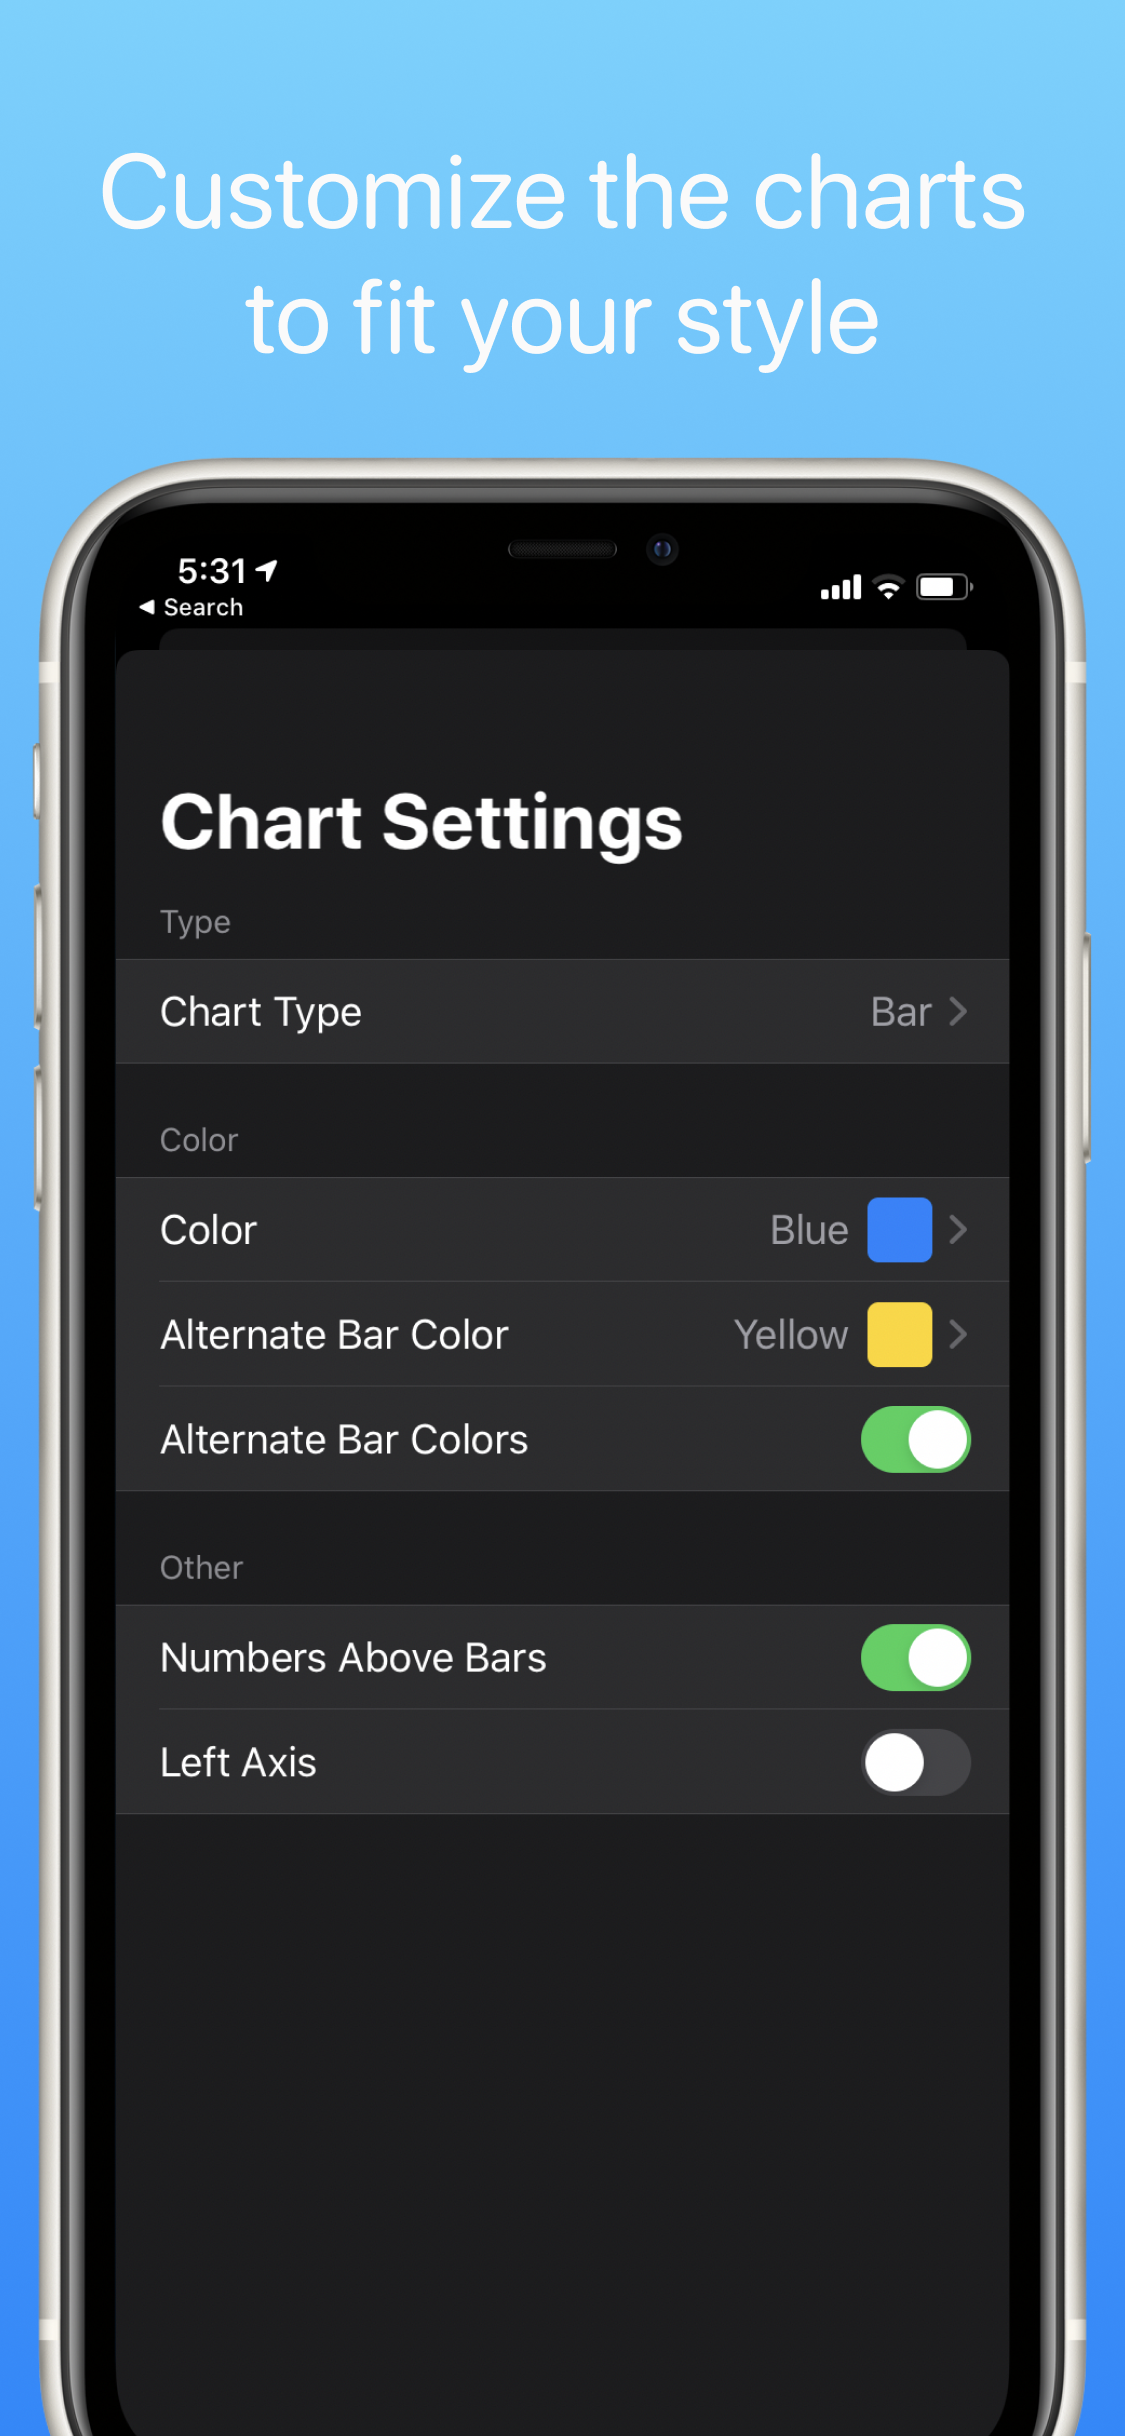 Customize the charts
to fit your style
5:31
◀ Search
Chart Settings
Type
Chart Type Bar
Color
Color Blue
Alternate Bar Color Yellow
Alternate Bar Colors
Other
Numbers Above Bars
Left Axis